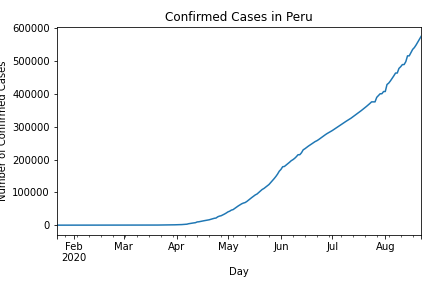 Confirmed Cases in Peru
Number of Confirmed Cases
600000
500000
400000
300000
200000
100000
0
Feb Mar Apr May Jun Jul Aug
2020
Day